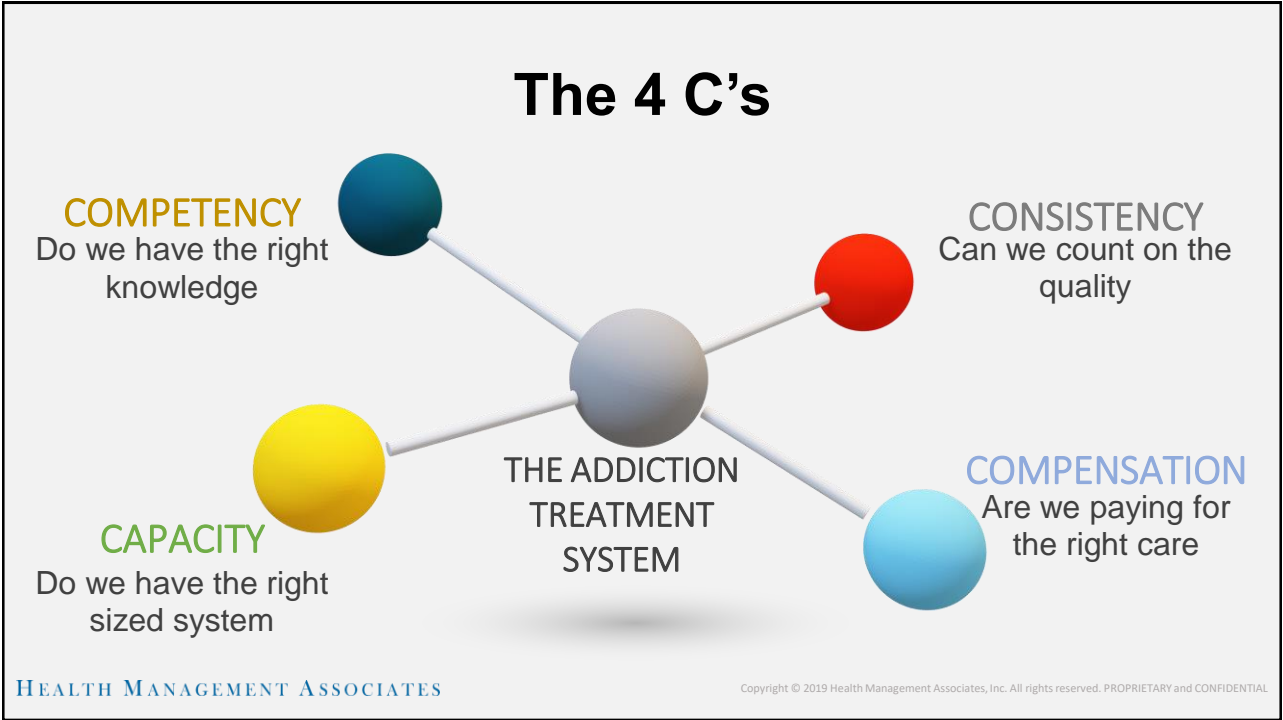 The 4 C’s
COMPETENCY
Do we have the right
knowledge
CONSISTENCY
Can we count on the
quality
THE ADDICTION
TREATMENT
SYSTEM
CAPACITY
Do we have the right
sized system
COMPENSATION
Are we paying for
the right care
HEALTH MANAGEMENT ASSOCIATES
Copyright © 2019 Health Management Associates, Inc. All rights reserved. PROPRIETARY and CONFIDENTIAL